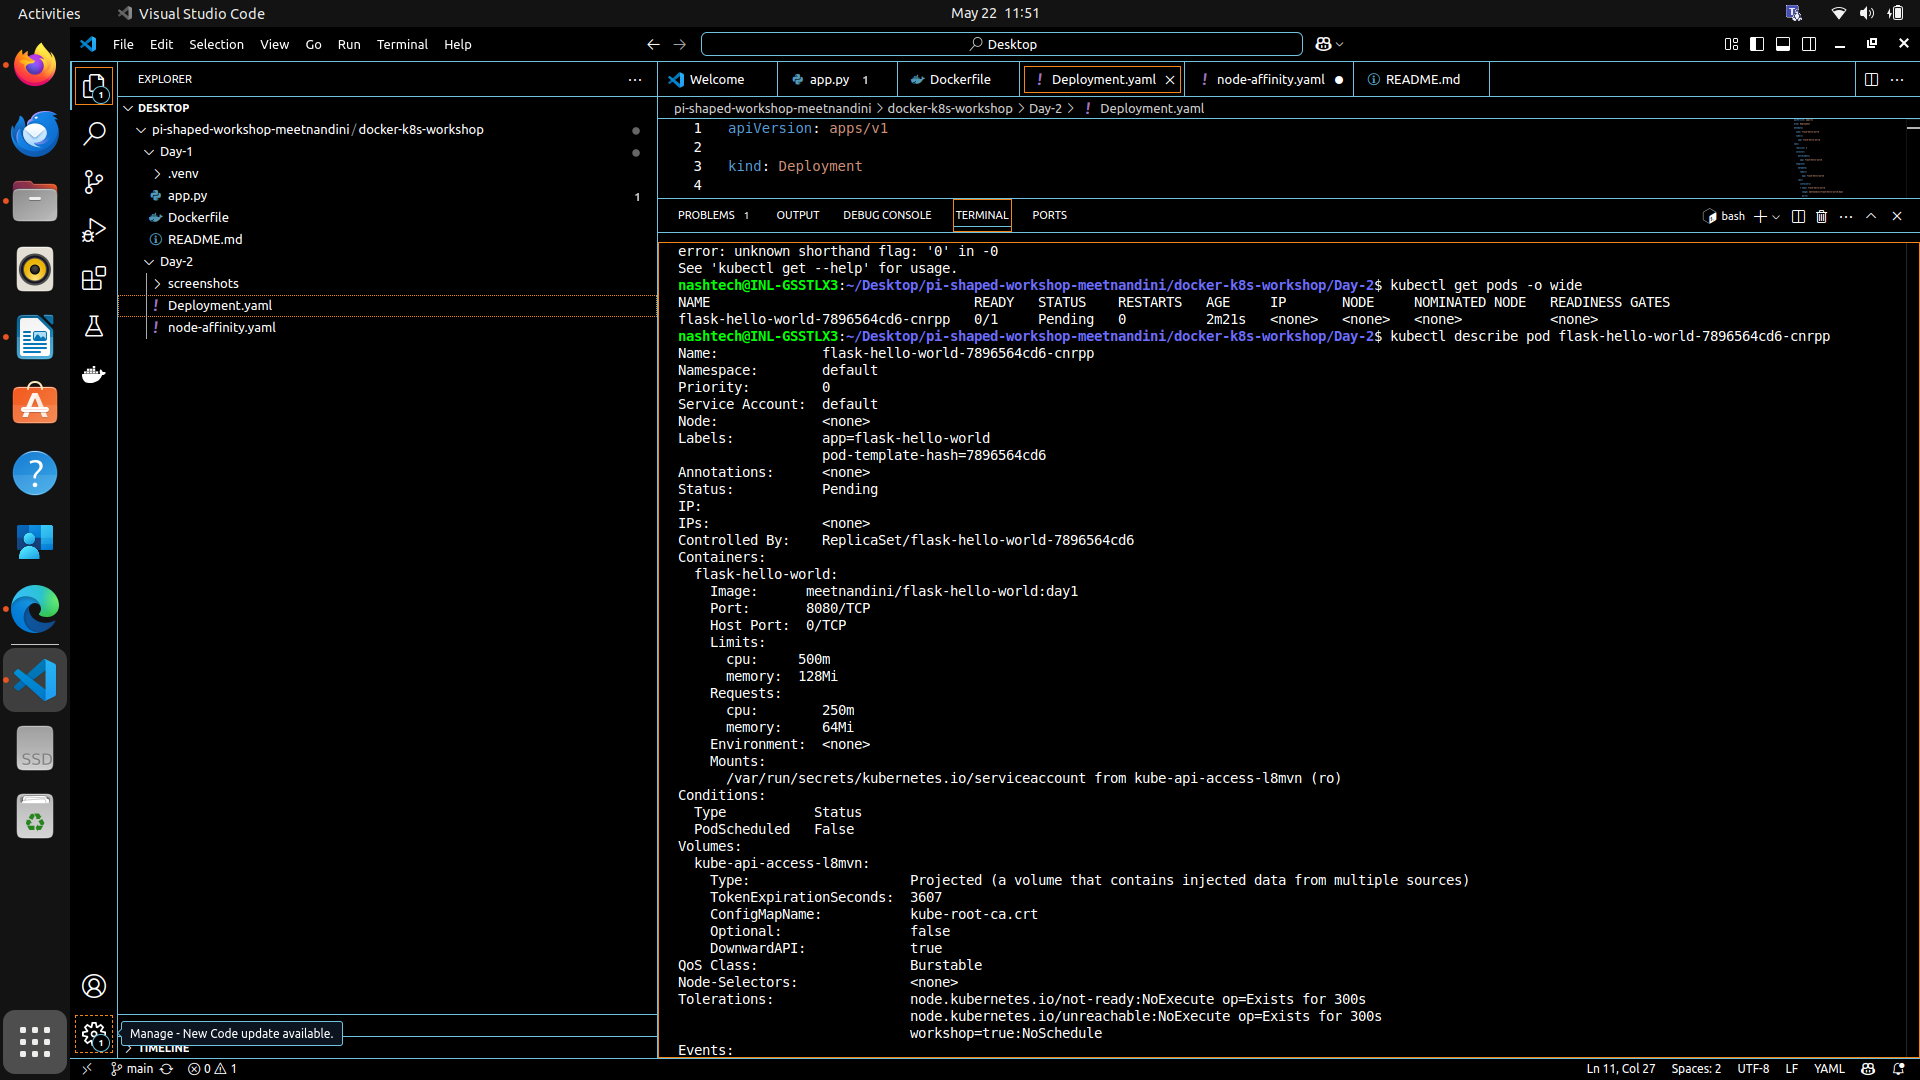 Activities
Visual Studio Code
May 22 11:51
File Edit Selection View Go Run Terminal Help
Desktop
EXPLORER
DESKTOP
pi-shaped-workshop-meetnandini / docker-k8s-workshop
Day-1
.venv
app.py 1
Dockerfile
README.md
Day-2
screenshots
Deployment.yaml
node-affinity.yaml
TIMELINE
Manage - New Code update available.
1
1
SSD
Welcome app.py 1 Dockerfile Deployment.yaml node-affinity.yaml README.md
pi-shaped-workshop-meetnandini > docker-k8s-workshop > Day-2 > Deployment.yaml
1 apiVersion: apps/v1
2
3 kind: Deployment
4
PROBLEMS 1 OUTPUT DEBUG CONSOLE TERMINAL PORTS
bash
error: unknown shorthand flag: '0' in -0
See 'kubectl get --help' for usage.
nashtech@INL-GSSTLX3:~/Desktop/pi-shaped-workshop-meetnandini/docker-k8s-workshop/Day-2$ kubectl get pods -o wide
NAME READY STATUS RESTARTS AGE IP NODE NOMINATED NODE READINESS GATES
flask-hello-world-7896564cd6-cnrpp 0/1 Pending 0 2m21s <none> <none> <none> <none>
nashtech@INL-GSSTLX3:~/Desktop/pi-shaped-workshop-meetnandini/docker-k8s-workshop/Day-2$ kubectl describe pod flask-hello-world-7896564cd6-cnrpp
Name: flask-hello-world-7896564cd6-cnrpp
Namespace: default
Priority: 0
Service Account: default
Node: <none>
Labels: app=flask-hello-world
pod-template-hash=7896564cd6
Annotations: <none>
Status: Pending
IP:
IPs: <none>
Controlled By: ReplicaSet/flask-hello-world-7896564cd6
Containers:
flask-hello-world:
Image: meetnandini/flask-hello-world:day1
Port: 8080/TCP
Host Port: 0/TCP
Limits:
cpu: 500m
memory: 128Mi
Requests:
cpu: 250m
memory: 64Mi
Environment: <none>
Mounts:
/var/run/secrets/kubernetes.io/serviceaccount from kube-api-access-l8mvn (ro)
Conditions:
Type Status
PodScheduled False
Volumes:
kube-api-access-l8mvn:
Type: Projected (a volume that contains injected data from multiple sources)
TokenExpirationSeconds: 3607
ConfigMapName: kube-root-ca.crt
Optional: false
DownwardAPI: true
QoS Class: Burstable
Node-Selectors: <none>
Tolerations: node.kubernetes.io/not-ready:NoExecute op=Exists for 300s
node.kubernetes.io/unreachable:NoExecute op=Exists for 300s
workshop=true:NoSchedule
Events:
main 0 1
Ln 11, Col 27 Spaces: 2 UTF-8 LF YAML